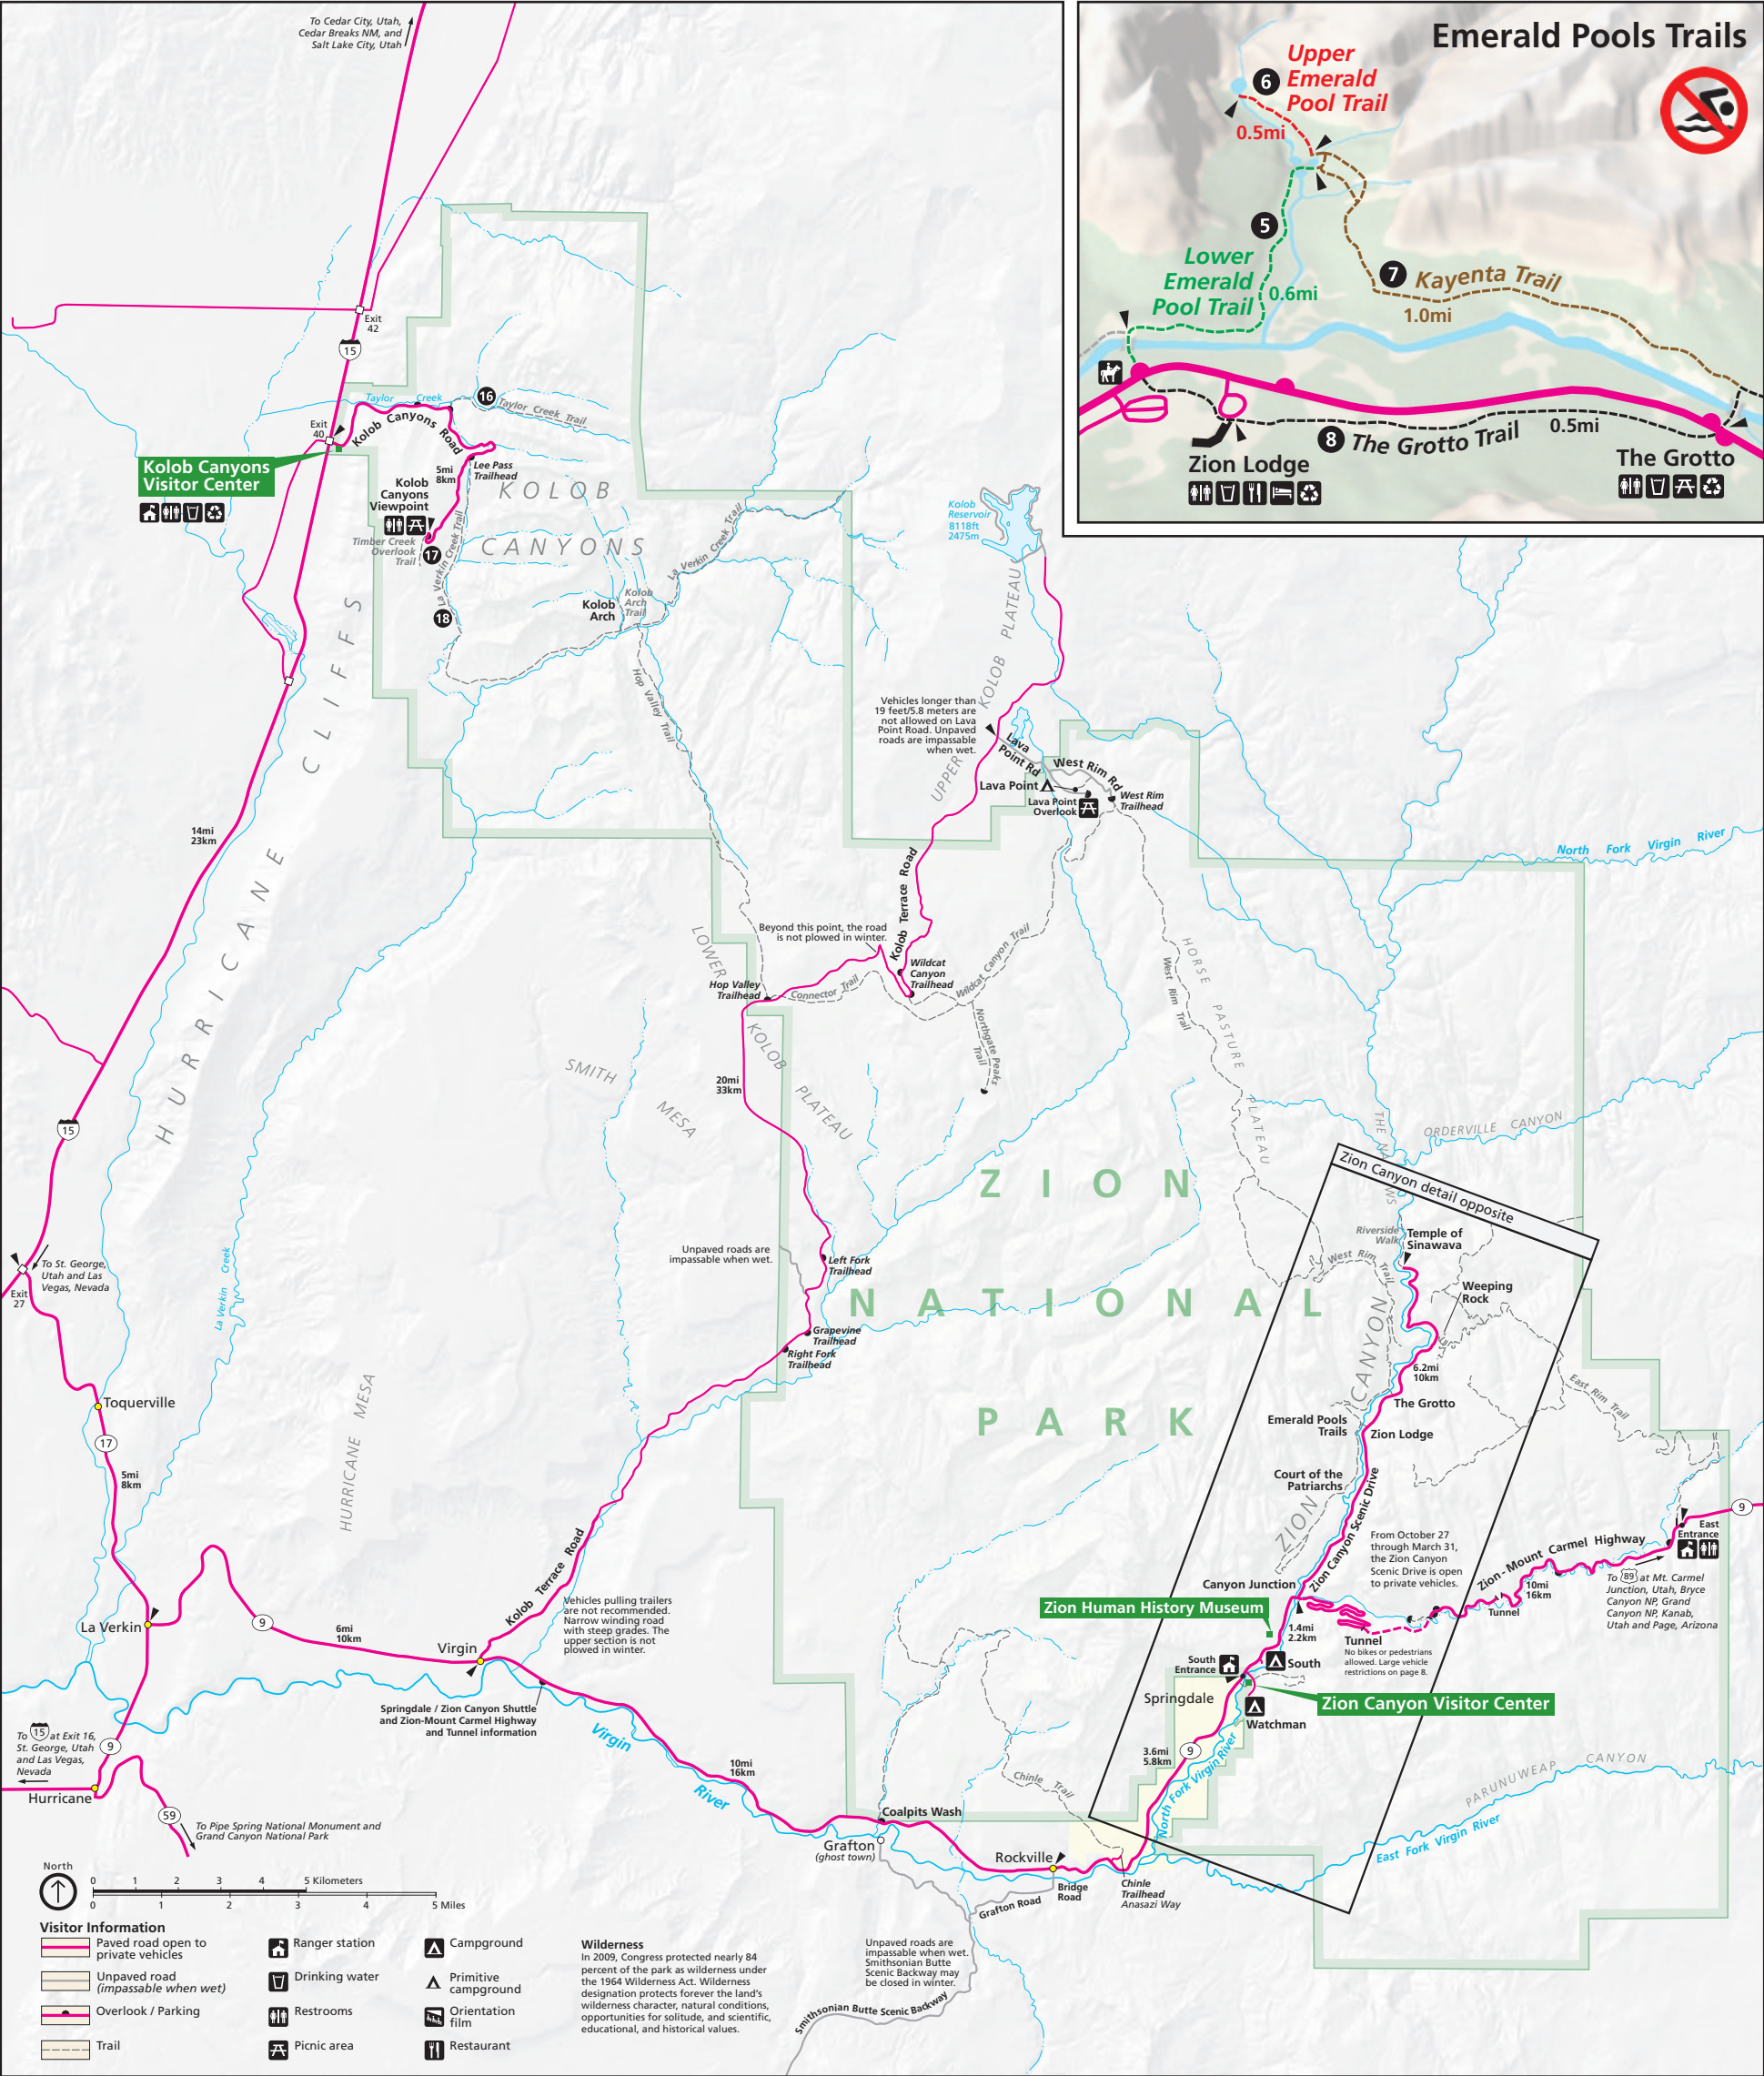 To Cedar City, Utah,
Cedar Breaks NM, and
Salt Lake City, Utah
Emerald Pools Trails
6
Upper
Emerald
Pool Trail
0.5mi
5
Lower
Emerald
Pool Trail
0.6mi
7
Kayenta Trail
1.0mi
8
The Grotto Trail
0.5mi
Zion Lodge
The Grotto
Exit
42
15
Taylor Creek
16
Taylor Creek Trail
Exit
40
Kolob Canyons Road
Kolob Canyons
Visitor Center
5mi
8km
Lee Pass
Trailhead
Kolob
Canyons
Viewpoint
KOLOB
CANYONS
Timber Creek
Overlook
Trail
17
La Verkin Creek Trail
18
La Verkin Creek Trail
Kolob
Arch
Kolob
Arch
Trail
Hop Valley Trail
Kolob
Reservoir
8118ft
2475m
UPPER KOLOB PLATEAU
Vehicles longer than
19 feet/5.8 meters are
not allowed on Lava
Point Road. Unpaved
roads are impassable
when wet.
Lava
Point Rd
West Rim Rd
Lava Point
Lava Point
Overlook
West Rim
Trailhead
North Fork Virgin River
HURRICANE CLIFFS
14mi
23km
Kolob Terrace Road
Beyond this point, the road
is not plowed in winter.
Wildcat
Canyon
Trailhead
Wildcat Canyon Trail
Hop Valley
Trailhead
Connector Trail
Northgate Peaks
Trail
West Rim Trail
HORSE PASTURE PLATEAU
LOWER KOLOB PLATEAU
SMITH MESA
20mi
33km
15
ORDERVILLE CANYON
THE NARROWS
ZION
NATIONAL
PARK
Zion Canyon detail opposite
Riverside
Walk
Temple of
Sinawava
West Rim Trail
Weeping
Rock
Unpaved roads are
impassable when wet.
Left Fork
Trailhead
Grapevine
Trailhead
Right Fork
Trailhead
To St. George,
Utah and Las
Vegas, Nevada
Exit
27
La Verkin Creek
6.2mi
10km
ZION CANYON
The Grotto
East Rim Trail
Emerald Pools
Trails
Zion Lodge
Court of the
Patriarchs
Zion Canyon Scenic Drive
Toquerville
17
5mi
8km
HURRICANE MESA
From October 27
through March 31,
the Zion Canyon
Scenic Drive is open
to private vehicles.
9
East
Entrance
Zion-Mount Carmel Highway
10mi
16km
Tunnel
To 89 at Mt. Carmel
Junction, Utah, Bryce
Canyon NP, Grand
Canyon NP, Kanab,
Utah and Page, Arizona
Canyon Junction
Zion Human History Museum
1.4mi
2.2km
Tunnel
No bikes or pedestrians
allowed. Large vehicle
restrictions on page 8.
South
Entrance
South
Springdale
Zion Canyon Visitor Center
Watchman
Kolob Terrace Road
Vehicles pulling trailers
are not recommended.
Narrow winding road
with steep grades. The
upper section is not
plowed in winter.
La Verkin
9
6mi
10km
Virgin
Springdale / Zion Canyon Shuttle
and Zion-Mount Carmel Highway
and Tunnel information
Virgin River
10mi
16km
3.6mi
5.8km
9
North Fork Virgin River
PARUNUWEAP CANYON
East Fork Virgin River
To 15 at Exit 16,
St. George, Utah
and Las Vegas,
Nevada
9
Hurricane
59
To Pipe Spring National Monument and
Grand Canyon National Park
Chinle Trail
Coalpits Wash
Grafton
(ghost town)
Rockville
Bridge
Road
Chinle
Trailhead
Anasazi Way
Grafton Road
Unpaved roads are
impassable when wet.
Smithsonian Butte
Scenic Backway may
be closed in winter.
Smithsonian Butte Scenic Backway
North
0 1 2 3 4 5 Kilometers
0 1 2 3 4 5 Miles
Visitor Information
Paved road open to
private vehicles
Unpaved road
(impassable when wet)
Overlook / Parking
Trail
Ranger station
Drinking water
Restrooms
Picnic area
Campground
Primitive
campground
Orientation
film
Restaurant
Wilderness
In 2009, Congress protected nearly 84
percent of the park as wilderness under
the 1964 Wilderness Act. Wilderness
designation protects forever the land's
wilderness character, natural conditions,
opportunities for solitude, and scientific,
educational, and historical values.